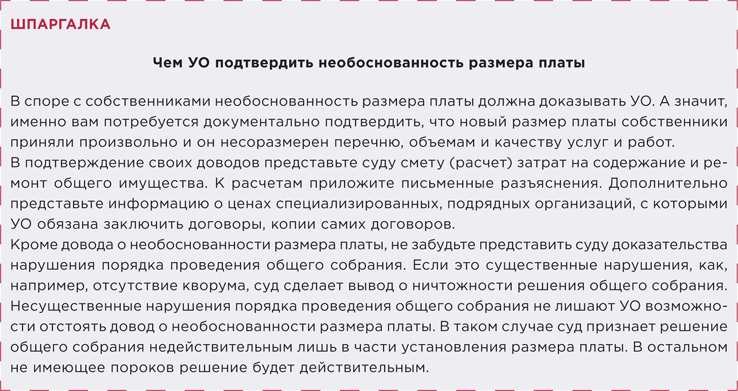 ШПАРГАЛКА
Чем УО подтвердить необоснованность размера платы
В споре с собственниками необоснованность размера платы должна доказывать УО. А значит,
именно вам потребуется документально подтвердить, что новый размер платы собственники
приняли произвольно и он несоразмерен перечню, объемам и качеству услуг и работ.
В подтверждение своих доводов представьте суду смету (расчет) затрат на содержание и ре-
монт общего имущества. К расчетам приложите письменные разъяснения. Дополнительно
представьте информацию о ценах специализированных, подрядных организаций, с которыми
УО обязана заключить договоры, копии самих договоров.
Кроме довода о необоснованности размера платы, не забудьте представить суду доказательства
нарушения порядка проведения общего собрания. Если это существенные нарушения, как,
например, отсутствие кворума, суд сделает вывод о ничтожности решения общего собрания.
Несущественные нарушения порядка проведения общего собрания не лишают УО возможно-
сти отстоять довод о необоснованности размера платы. В таком случае суд признает решение
общего собрания недействительным лишь в части установления размера платы. В остальном
не имеющее пороков решение будет действительным.